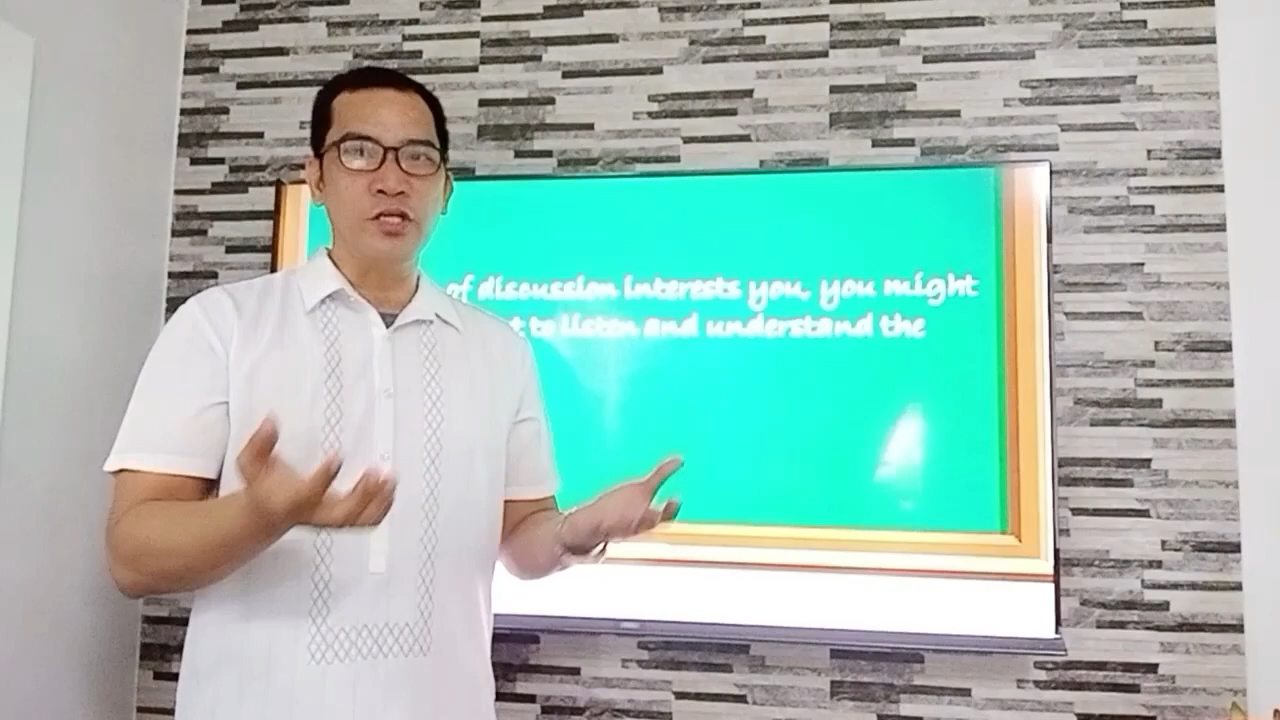 of discussion interests you, you might
to listen and understand the